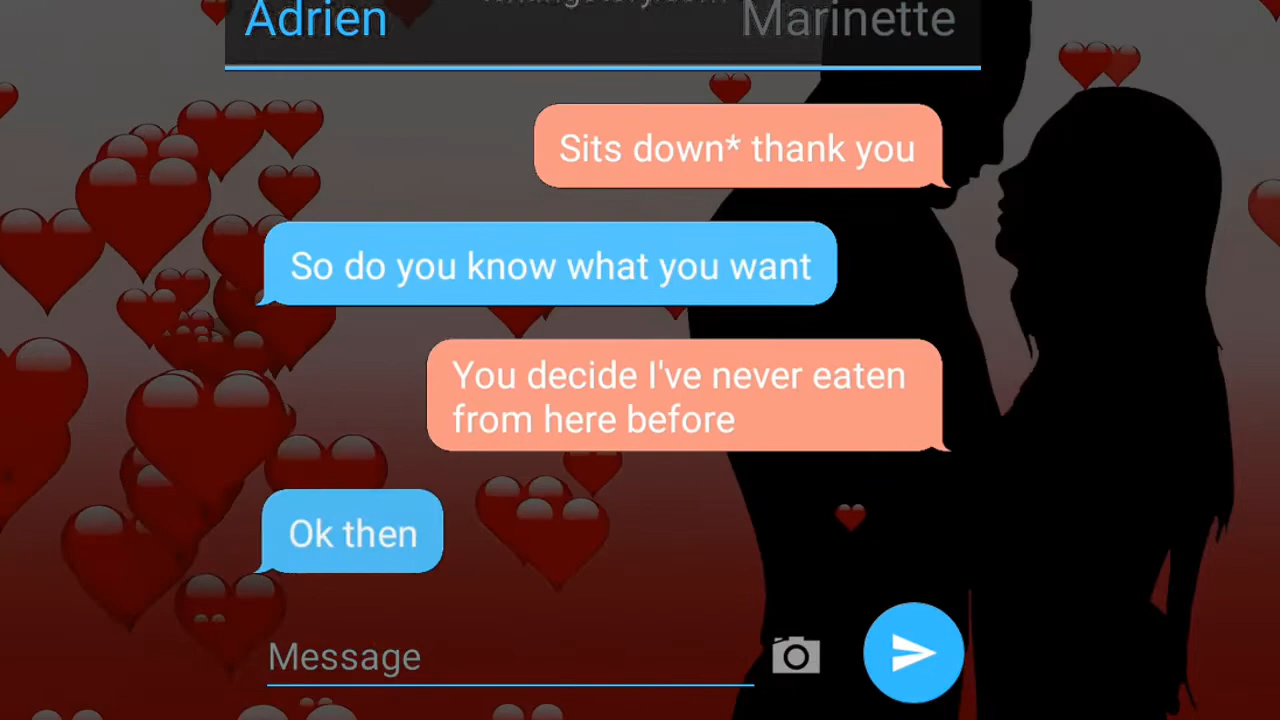 Adrien
Marinette
Sits down* thank you
So do you know what you want
You decide I've never eaten
from here before
Ok then
Message